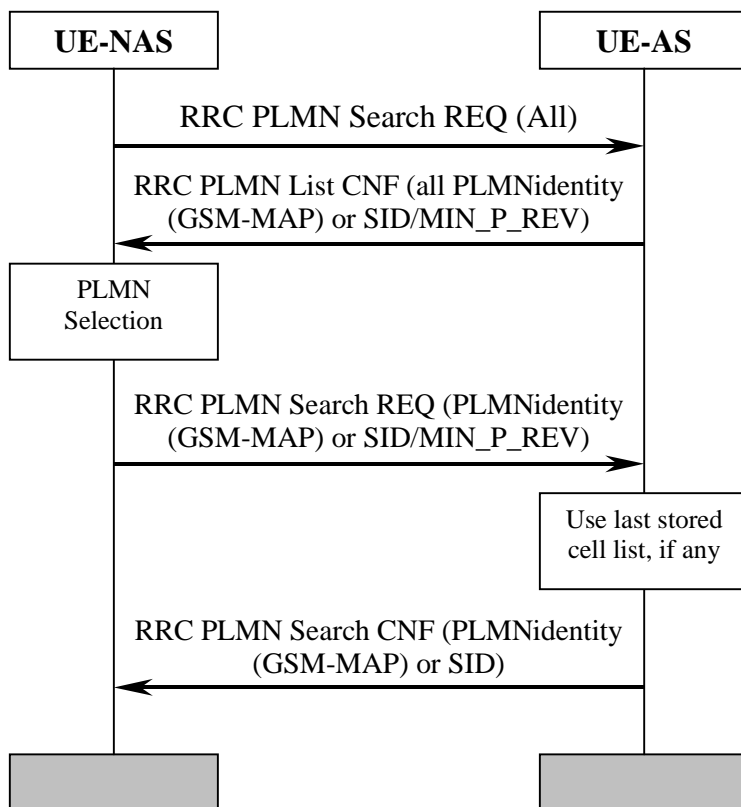 UE-NAS
UE-AS
RRC PLMN Search REQ (All)
RRC PLMN List CNF (all PLMNidentity
(GSM-MAP) or SID/MIN_P_REV)
PLMN
Selection
RRC PLMN Search REQ (PLMNidentity
(GSM-MAP) or SID/MIN_P_REV)
Use last stored
cell list, if any
RRC PLMN Search CNF (PLMNidentity
(GSM-MAP) or SID)